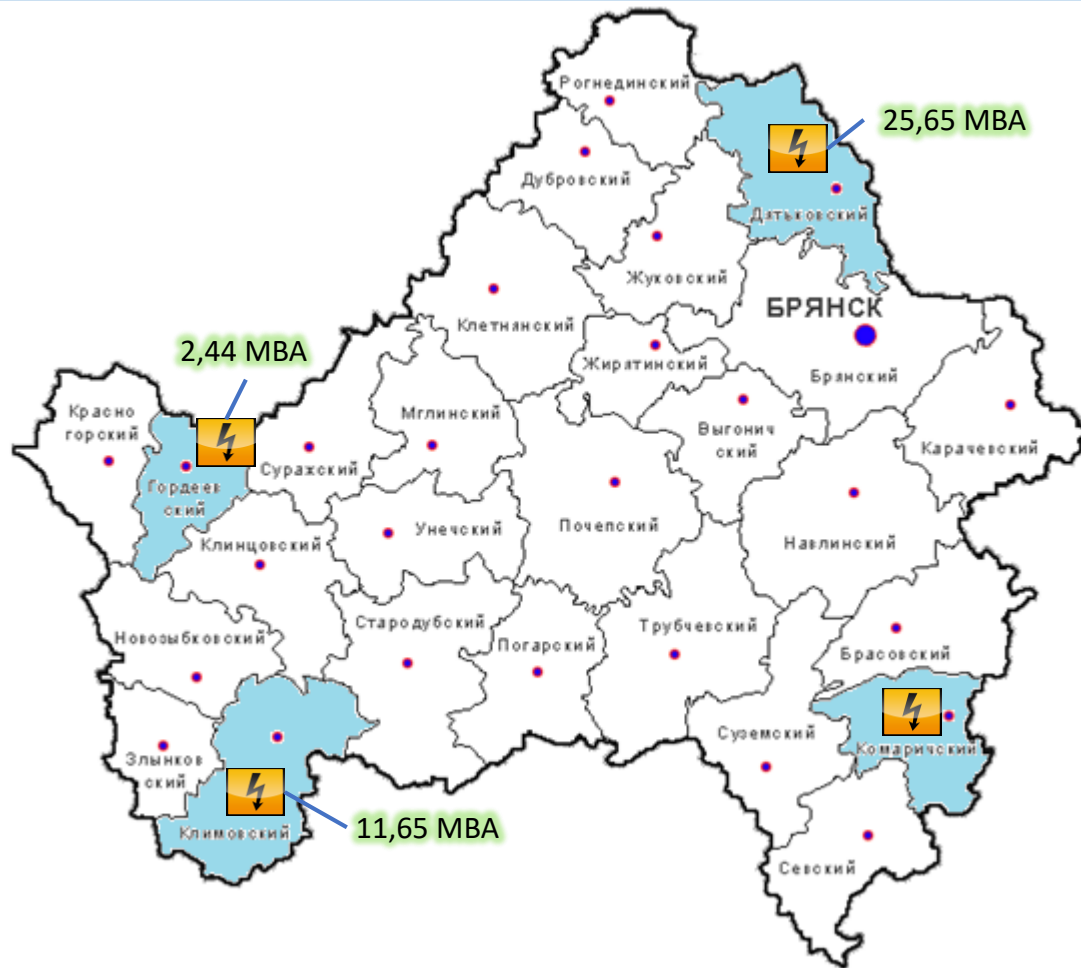 Рогнединский
25,65 МВА
Дубровский
Дятьковский
Жуковский
БРЯНСК
Клетнянский
2,44 МВА
Жирятинский
Брянский
Красно
горский
Мглинский
Выгонич
ский
Суражский
Карачевский
Гордеев
ский
Унечский
Почепский
Клинцовский
Навлинский
Стародубский
Трубчевский
Новозыбковский
Погарский
Брасовский
Суземский
Комаричский
Злынков
ский
Климовский
11,65 МВА
Севский